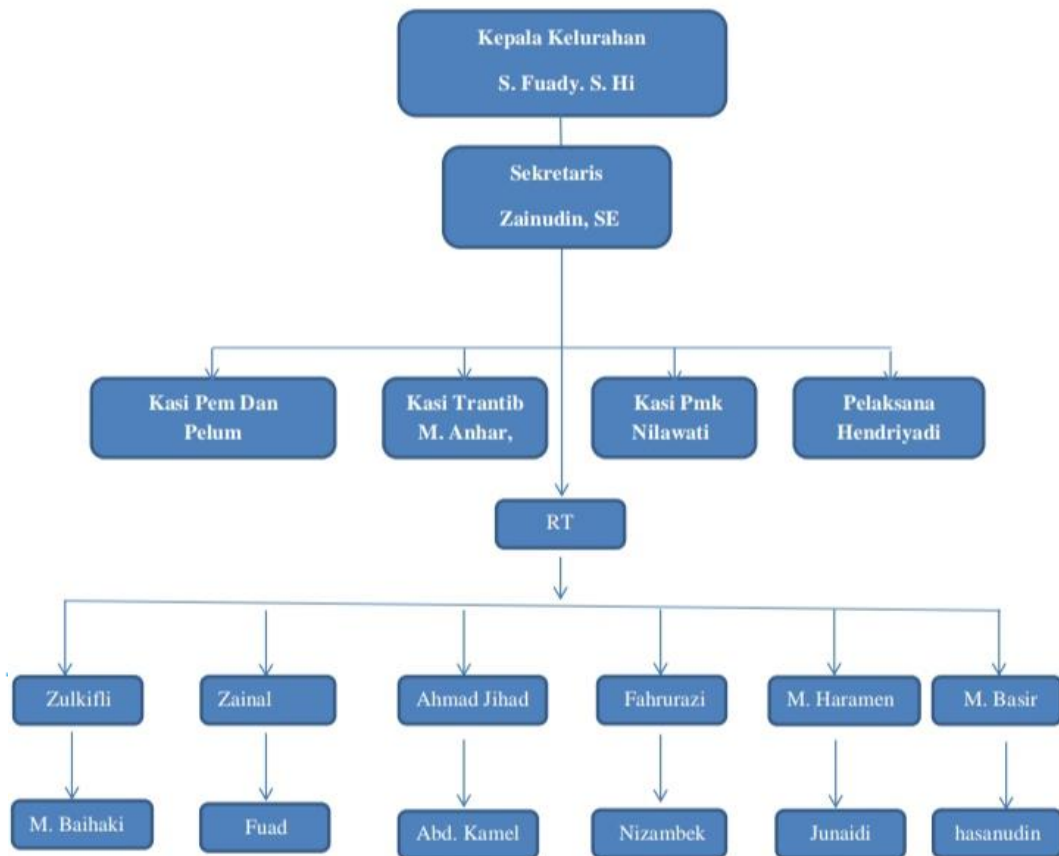 Kepala Kelurahan
S. Fuady. S. Hi
Sekretaris
Zainudin, SE
Kasi Pem Dan
Pelum
Kasi Trantib
M. Anhar,
Kasi Pmk
Nilawati
Pelaksana
Hendriyadi
RT
Zulkifli
Zainal
Ahmad Jihad
Fahrurazi
M. Haramen
M. Basir
M. Baihaki
Fuad
Abd. Kamel
Nizambek
Junaidi
hasanudin